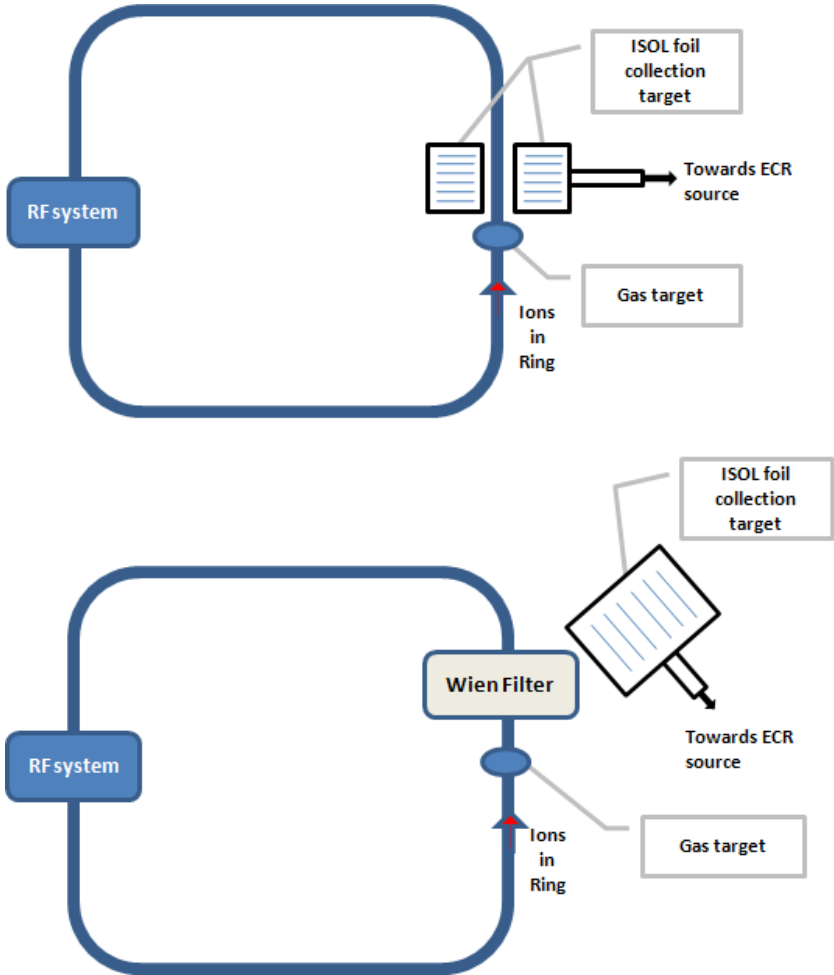 ISOL foil
collection
target
Towards ECR
source
RF system
Gas target
Ions
in
Ring
ISOL foil
collection
target
Wien Filter
Towards ECR
source
RF system
Ions
in
Ring
Gas target